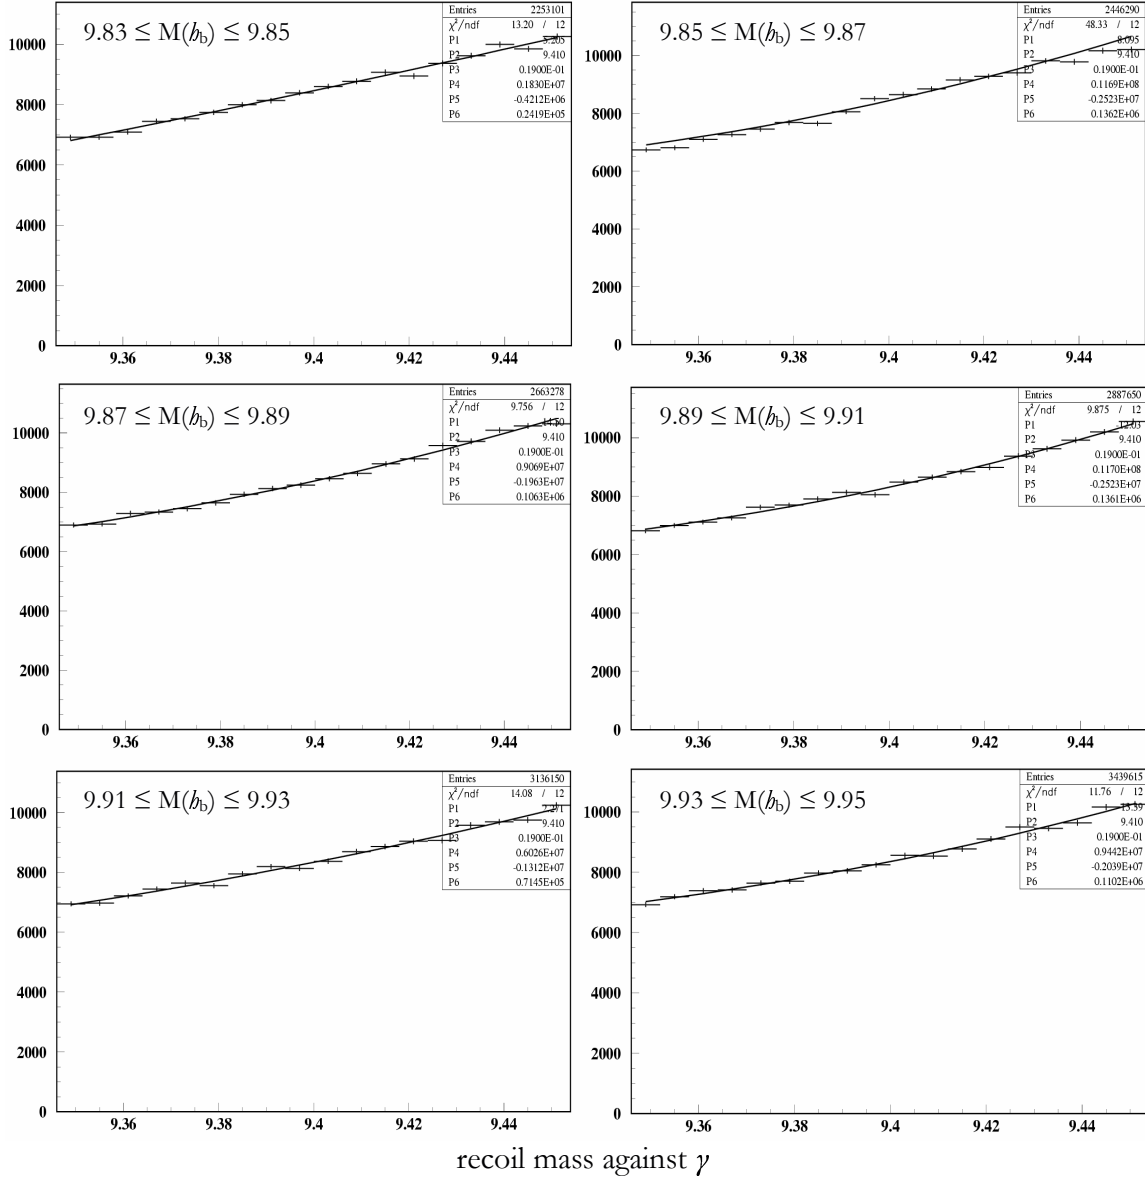 9.83 ≤ M(h_b) ≤ 9.85
Entries 2253101
χ²/ndf 13.20 / 12
P1
P2 9.410
P3 0.1900E-01
P4 0.1830E+07
P5 -0.4212E+06
P6 0.2419E+05
10000
8000
6000
4000
2000
0
9.36 9.38 9.4 9.42 9.44
9.85 ≤ M(h_b) ≤ 9.87
Entries 2446290
χ²/ndf 48.33 / 12
P1 8.095
P2 9.410
P3 0.1900E-01
P4 0.1169E+08
P5 -0.2523E+07
P6 0.1362E+06
10000
8000
6000
4000
2000
0
9.36 9.38 9.4 9.42 9.44
9.87 ≤ M(h_b) ≤ 9.89
Entries 2663278
χ²/ndf 9.756 / 12
P1
P2 9.410
P3 0.1900E-01
P4 0.9069E+07
P5 -0.1963E+07
P6 0.1063E+06
10000
8000
6000
4000
2000
0
9.36 9.38 9.4 9.42 9.44
9.89 ≤ M(h_b) ≤ 9.91
Entries 2887650
χ²/ndf 9.875 / 12
P1
P2 9.410
P3 0.1900E-01
P4 0.1170E+08
P5 -0.2523E+07
P6 0.1361E+06
10000
8000
6000
4000
2000
0
9.36 9.38 9.4 9.42 9.44
9.91 ≤ M(h_b) ≤ 9.93
Entries 3136150
χ²/ndf 14.08 / 12
P1
P2 9.410
P3 0.1900E-01
P4 0.6026E+07
P5 -0.1312E+07
P6 0.7145E+05
10000
8000
6000
4000
2000
0
9.36 9.38 9.4 9.42 9.44
9.93 ≤ M(h_b) ≤ 9.95
Entries 3439615
χ²/ndf 11.76 / 12
P1
P2 9.410
P3 0.1900E-01
P4 0.9442E+07
P5 -0.2039E+07
P6 0.1102E+06
10000
8000
6000
4000
2000
0
9.36 9.38 9.4 9.42 9.44
recoil mass against γ